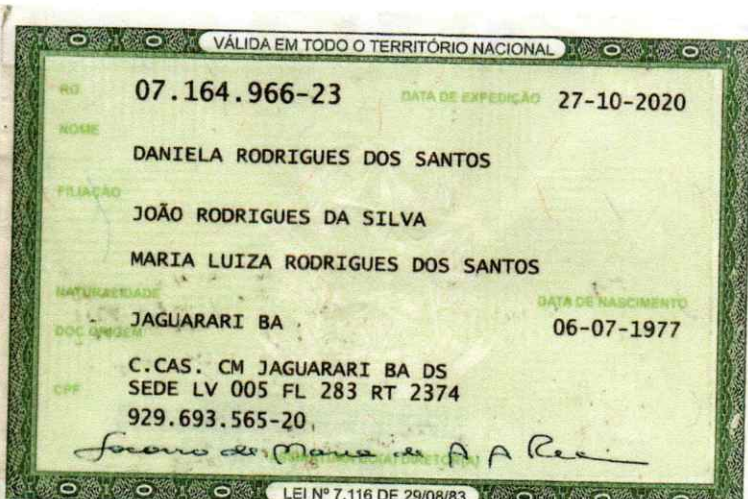 VÁLIDA EM TODO O TERRITÓRIO NACIONAL
RG 07.164.966-23 DATA DE EXPEDIÇÃO 27-10-2020
NOME
DANIELA RODRIGUES DOS SANTOS
FILIAÇÃO
JOÃO RODRIGUES DA SILVA
MARIA LUIZA RODRIGUES DOS SANTOS
NATURALIDADE DATA DE NASCIMENTO
JAGUARARI BA 06-07-1977
DOC ORIGEM
C.CAS. CM JAGUARARI BA DS
CPF SEDE LV 005 FL 283 RT 2374
929.693.565-20
LEI Nº 7.116 DE 29/08/83